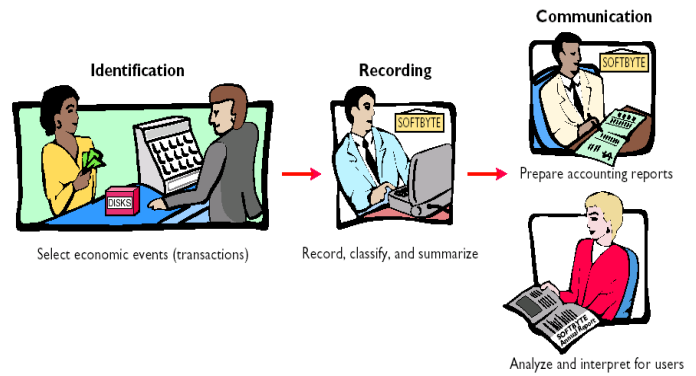 Communication
Identification
Recording
SOFTBYTE
SOFTBYTE
DISKS
Prepare accounting reports
Select economic events (transactions)
Record, classify, and summarize
SOFTBYTE
Annual Report
Analyze and interpret for users